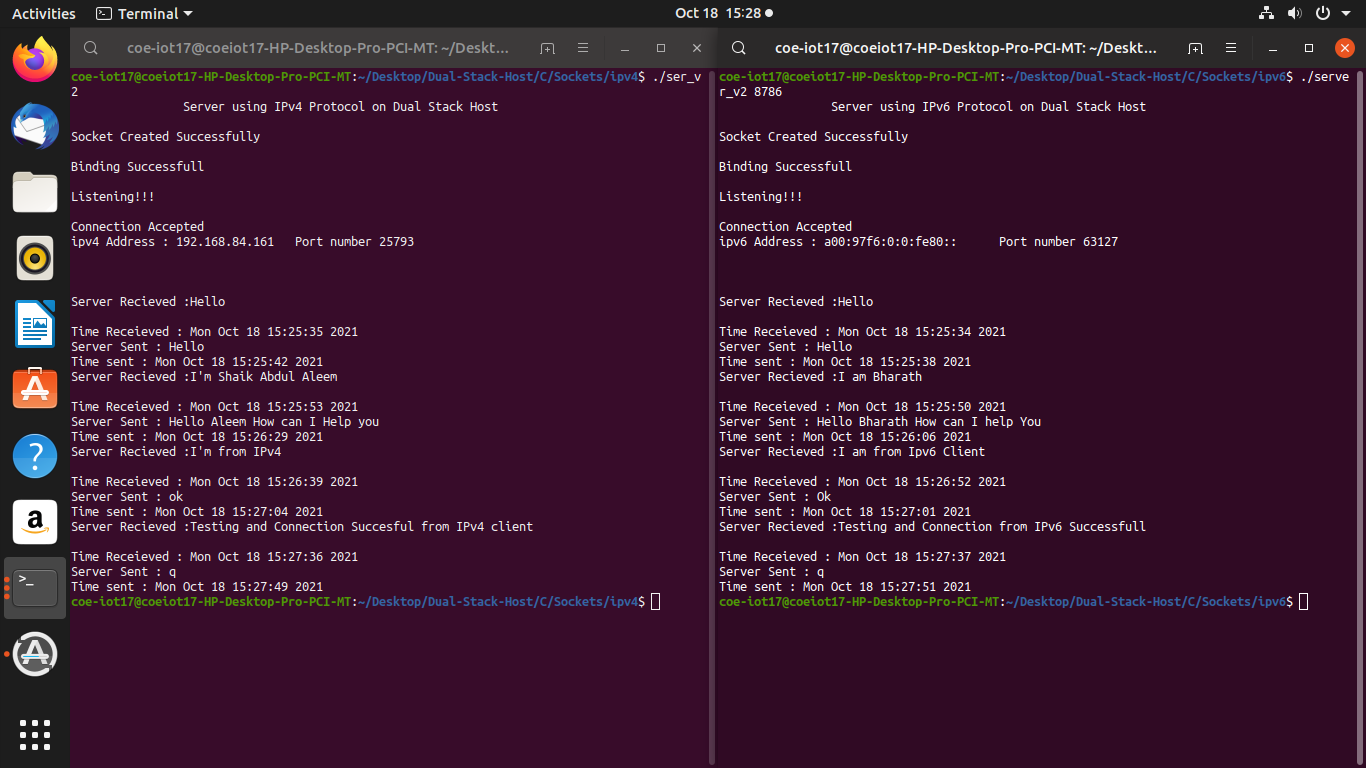 Activities
Terminal
Oct 18 15:28
coe-iot17@coeiot17-HP-Desktop-Pro-PCI-MT: ~/Deskt...
coe-iot17@coeiot17-HP-Desktop-Pro-PCI-MT:~/Desktop/Dual-Stack-Host/C/Sockets/ipv4$ ./ser_v
2
Server using IPv4 Protocol on Dual Stack Host
Socket Created Successfully
Binding Successfull
Listening!!!
Connection Accepted
ipv4 Address : 192.168.84.161 Port number 25793
Server Recieved :Hello
Time Receieved : Mon Oct 18 15:25:35 2021
Server Sent : Hello
Time sent : Mon Oct 18 15:25:42 2021
Server Recieved :I'm Shaik Abdul Aleem
Time Receieved : Mon Oct 18 15:25:53 2021
Server Sent : Hello Aleem How can I Help you
Time sent : Mon Oct 18 15:26:29 2021
Server Recieved :I'm from IPv4
Time Receieved : Mon Oct 18 15:26:39 2021
Server Sent : ok
Time sent : Mon Oct 18 15:27:04 2021
Server Recieved :Testing and Connection Succesful from IPv4 client
Time Receieved : Mon Oct 18 15:27:36 2021
Server Sent : q
Time sent : Mon Oct 18 15:27:49 2021
coe-iot17@coeiot17-HP-Desktop-Pro-PCI-MT:~/Desktop/Dual-Stack-Host/C/Sockets/ipv4$
coe-iot17@coeiot17-HP-Desktop-Pro-PCI-MT: ~/Deskt...
coe-iot17@coeiot17-HP-Desktop-Pro-PCI-MT:~/Desktop/Dual-Stack-Host/C/Sockets/ipv6$ ./serve
r_v2 8786
Server using IPv6 Protocol on Dual Stack Host
Socket Created Successfully
Binding Successfull
Listening!!!
Connection Accepted
ipv6 Address : a00:97f6:0:0:fe80:: Port number 63127
Server Recieved :Hello
Time Receieved : Mon Oct 18 15:25:34 2021
Server Sent : Hello
Time sent : Mon Oct 18 15:25:38 2021
Server Recieved :I am Bharath
Time Receieved : Mon Oct 18 15:25:50 2021
Server Sent : Hello Bharath How can I help You
Time sent : Mon Oct 18 15:26:06 2021
Server Recieved :I am from Ipv6 Client
Time Receieved : Mon Oct 18 15:26:52 2021
Server Sent : Ok
Time sent : Mon Oct 18 15:27:01 2021
Server Recieved :Testing and Connection from IPv6 Successfull
Time Receieved : Mon Oct 18 15:27:37 2021
Server Sent : q
Time sent : Mon Oct 18 15:27:51 2021
coe-iot17@coeiot17-HP-Desktop-Pro-PCI-MT:~/Desktop/Dual-Stack-Host/C/Sockets/ipv6$